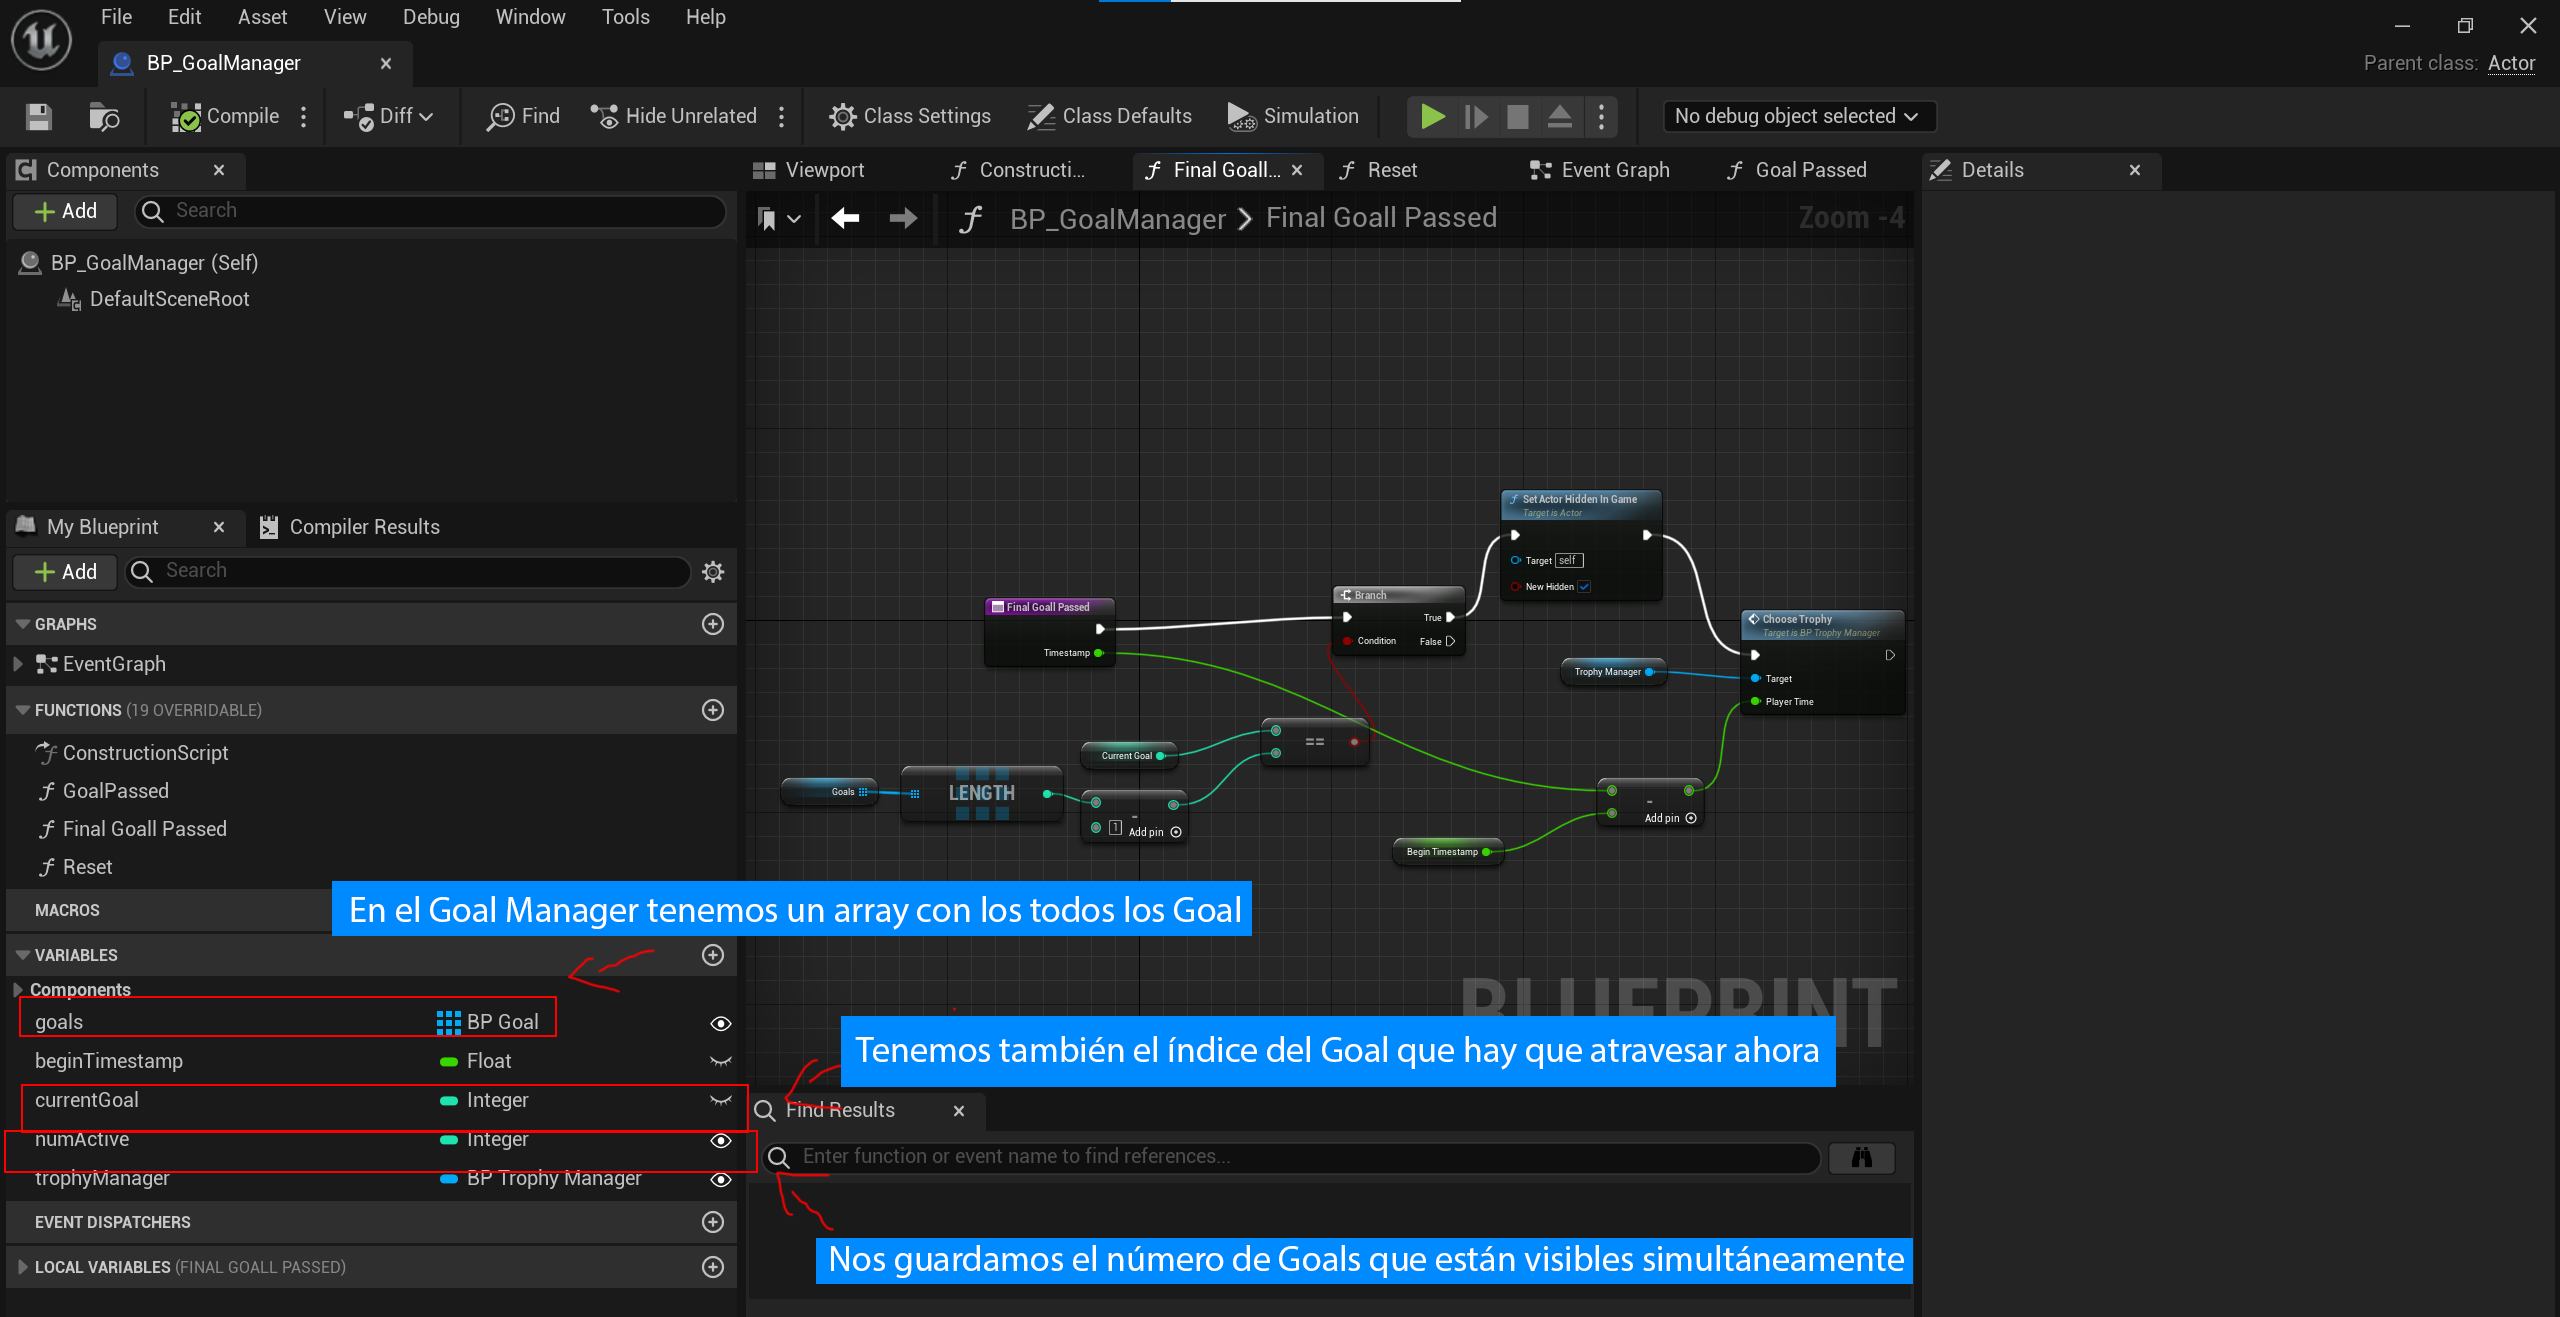 File Edit Asset View Debug Window Tools Help
BP_GoalManager
Parent class: Actor
Compile Diff Find Hide Unrelated Class Settings Class Defaults Simulation No debug object selected
Components
Add Search
BP_GoalManager (Self)
DefaultSceneRoot
My Blueprint Compiler Results
Add Search
GRAPHS
EventGraph
FUNCTIONS (19 OVERRIDABLE)
ConstructionScript
GoalPassed
Final Goall Passed
Reset
MACROS
VARIABLES
Components
goals BP Goal
beginTimestamp Float
currentGoal Integer
numActive Integer
trophyManager BP Trophy Manager
EVENT DISPATCHERS
LOCAL VARIABLES (FINAL GOALL PASSED)
Viewport Constructi... Final Goall... Reset Event Graph Goal Passed
BP_GoalManager Final Goall Passed Zoom -4
Set Actor Hidden In Game
Target is Actor
Target self
New Hidden
Final Goall Passed
Timestamp
Branch
True
Condition False
Choose Trophy
Target is BP Trophy Manager
Target
Player Time
Trophy Manager
Current Goal
==
Goals
LENGTH
-
1 Add pin
-
Add pin
Begin Timestamp
BLUEPRINT
En el Goal Manager tenemos un array con los todos los Goal
Tenemos también el índice del Goal que hay que atravesar ahora
Find Results
Enter function or event name to find references...
Nos guardamos el número de Goals que están visibles simultáneamente
Details